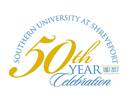 SOUTHERN UNIVERSITY AT SHREVEPORT
50th
YEAR 1967-2017
Celebration